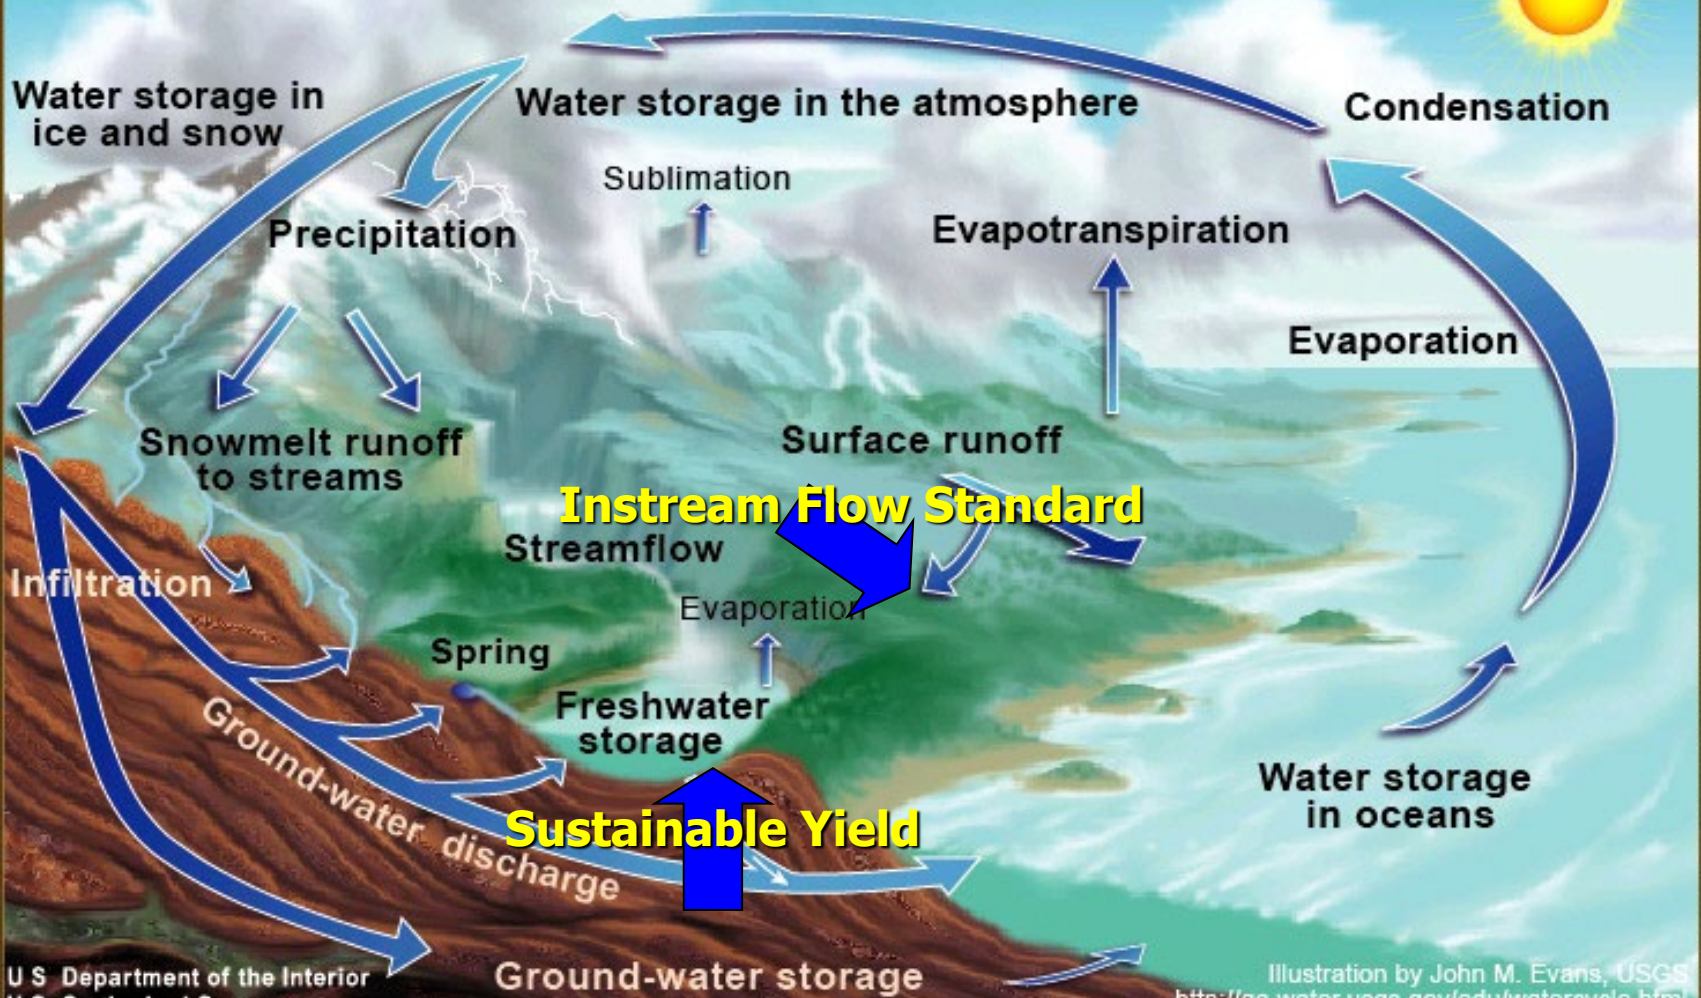 Water storage in
ice and snow
Water storage in the atmosphere
Condensation
Sublimation
Precipitation
Evapotranspiration
Evaporation
Snowmelt runoff
to streams
Surface runoff
Instream Flow Standard
Streamflow
Infiltration
Evaporation
Spring
Freshwater
storage
Ground-water discharge
Sustainable Yield
Water storage
in oceans
Ground-water storage
U S Department of the Interior
Illustration by John M. Evans, USGS